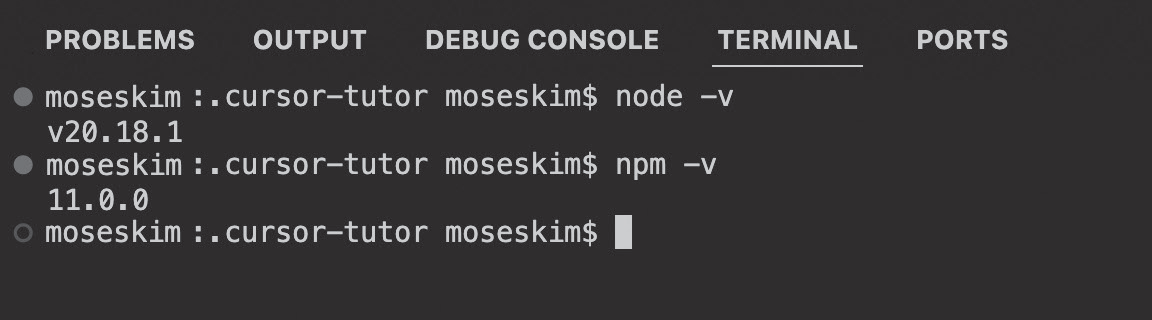 PROBLEMS OUTPUT DEBUG CONSOLE TERMINAL PORTS
moseskim :.cursor-tutor moseskim$ node -v
v20.18.1
moseskim :.cursor-tutor moseskim$ npm -v
11.0.0
moseskim :.cursor-tutor moseskim$